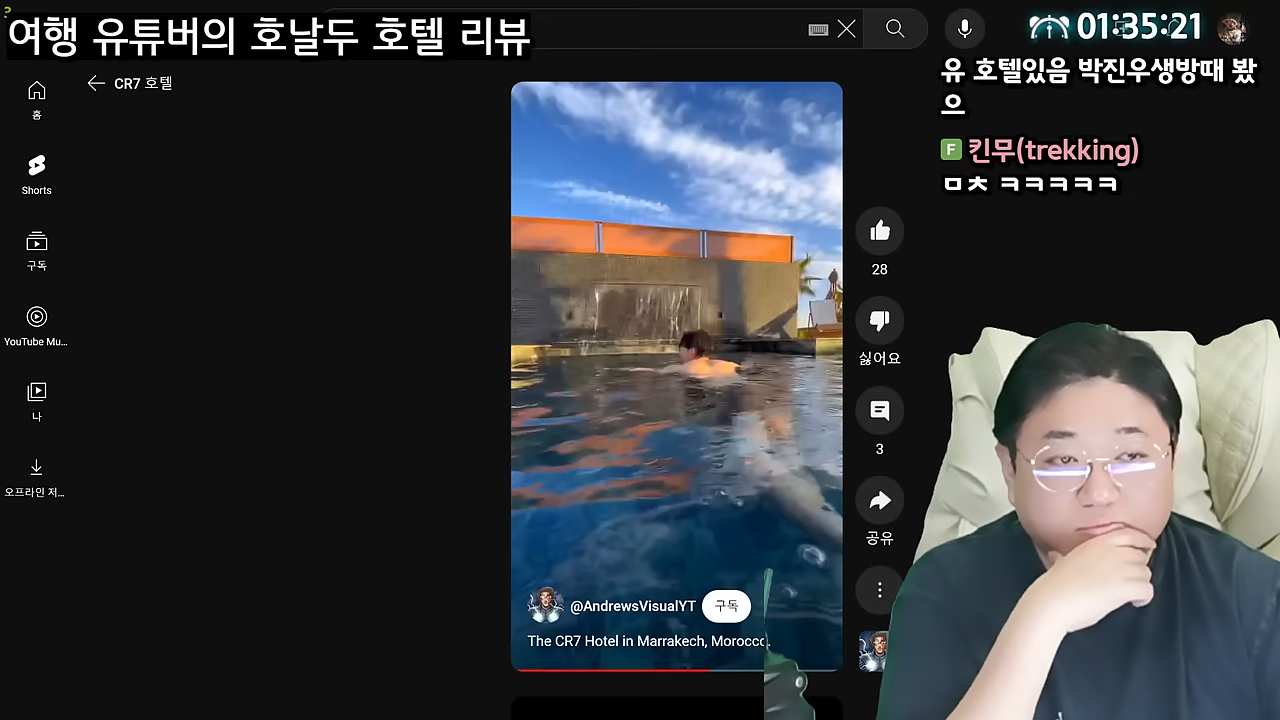 ?
여행 유튜버의 호날두 호텔 리뷰
01:35:21
CR7 호텔
홈
Shorts
구독
YouTube Mu...
나
오프라인 저...
유 호텔있음 박진우생방때 봤
으
F 킨무(trekking)
ㅁㅊ ㅋㅋㅋㅋㅋ
28
싫어요
3
공유
@AndrewsVisualYT 구독
The CR7 Hotel in Marrakech, Morocc